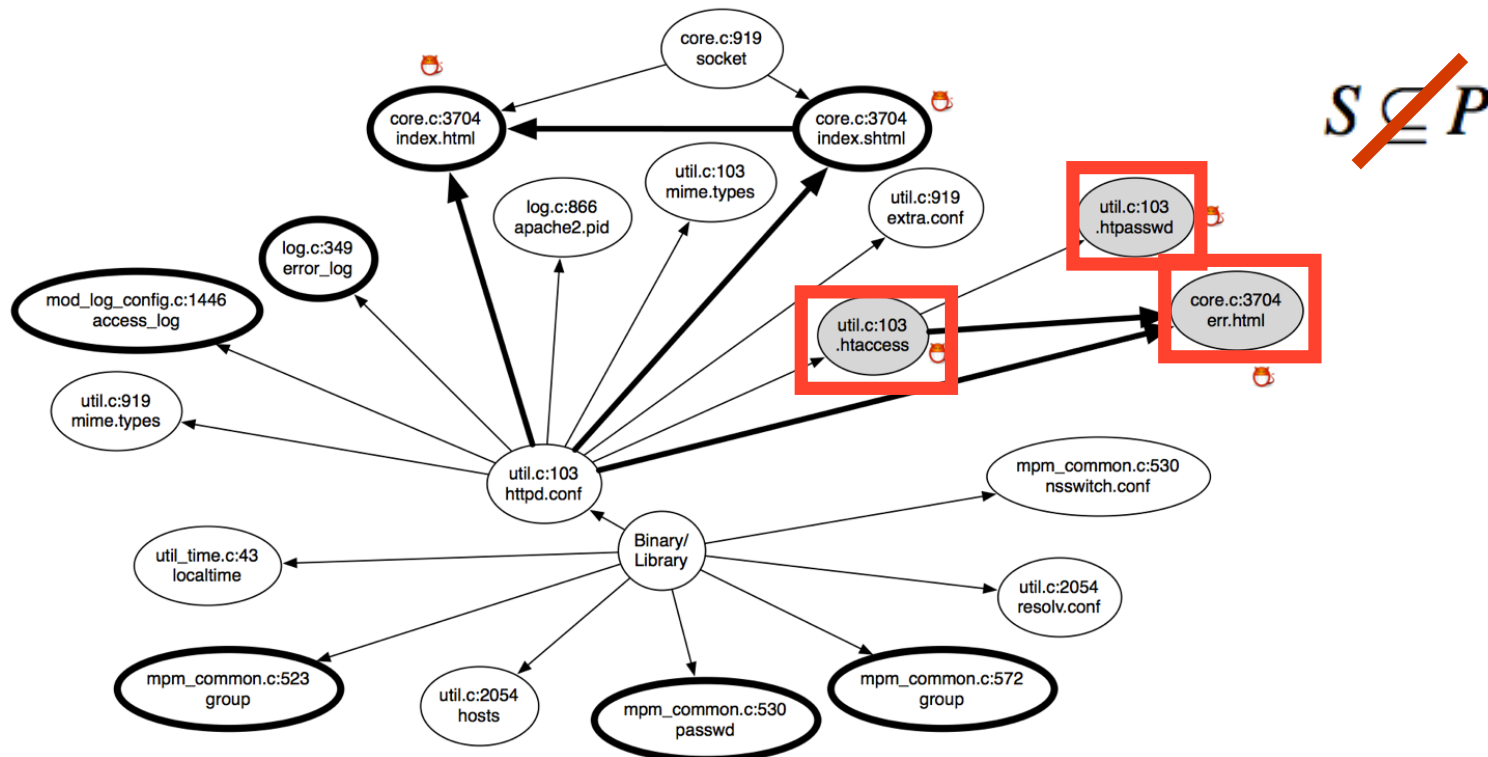 core.c:919
socket
core.c:3704
index.html
core.c:3704
index.shtml
S ⊆ P
util.c:103
mime.types
log.c:866
apache2.pid
util.c:919
extra.conf
util.c:103
.htpasswd
log.c:349
error_log
mod_log_config.c:1446
access_log
util.c:103
.htaccess
core.c:3704
err.html
util.c:919
mime.types
util.c:103
httpd.conf
mpm_common.c:530
nsswitch.conf
util_time.c:43
localtime
Binary/
Library
util.c:2054
resolv.conf
mpm_common.c:523
group
util.c:2054
hosts
mpm_common.c:530
passwd
mpm_common.c:572
group